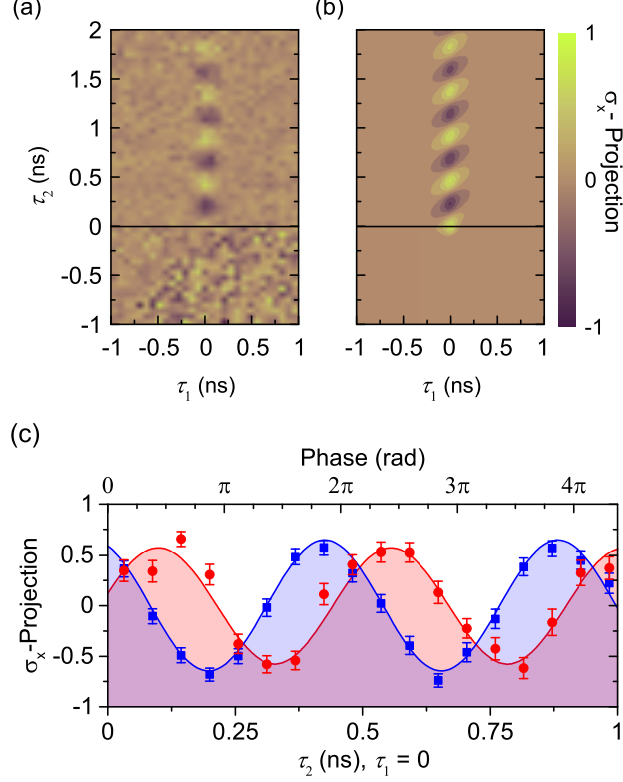 (a)
(b)
2
1.5
1
0.5
0
-0.5
-1
τ₂ (ns)
-1 -0.5 0 0.5 1
-1 -0.5 0 0.5 1
τ₁ (ns)
τ₁ (ns)
1
0
-1
σₓ- Projection
(c)
Phase (rad)
0 π 2π 3π 4π
1
0.5
0
-0.5
-1
σₓ-Projection
0 0.25 0.5 0.75 1
τ₂ (ns), τ₁ = 0